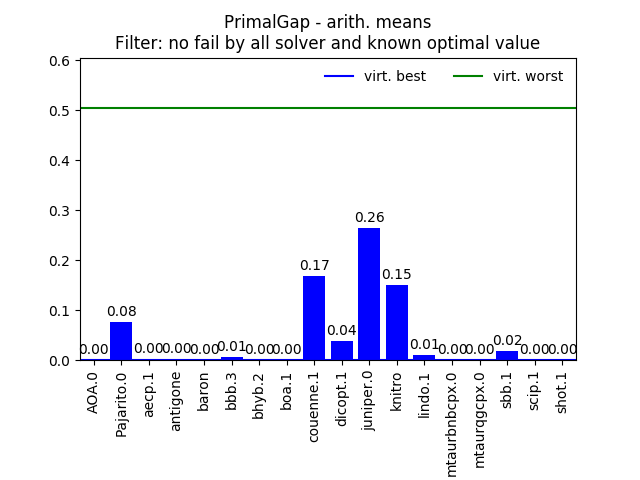 PrimalGap - arith. means
Filter: no fail by all solver and known optimal value
virt. best
virt. worst
0.6
0.5
0.4
0.3
0.2
0.1
0.0
0.00
0.08
0.00
0.00
0.00
0.01
0.00
0.00
0.17
0.04
0.26
0.15
0.01
0.00
0.00
0.02
0.00
0.00
AOA.0
Pajarito.0
aecp.1
antigone
baron
bbb.3
bhyb.2
boa.1
couenne.1
dicopt.1
juniper.0
knitro
lindo.1
mtaurbnbcpx.0
mtaurqgcpx.0
sbb.1
scip.1
shot.1